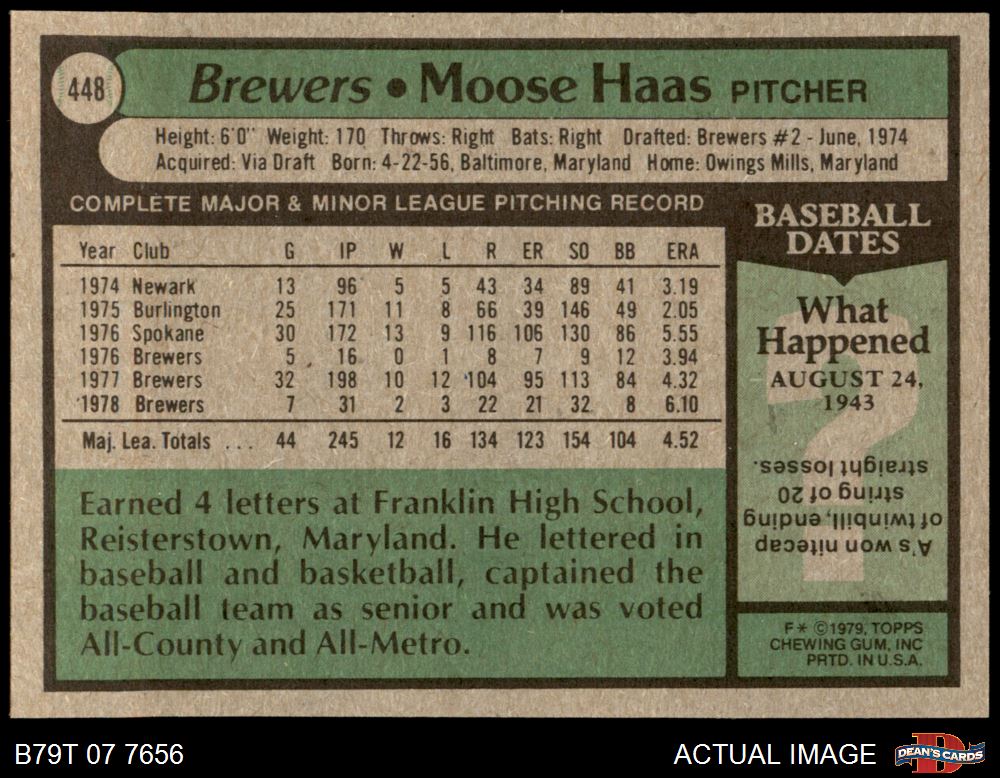 448
Brewers • Moose Haas PITCHER
Height: 6'0" Weight: 170 Throws: Right Bats: Right Drafted: Brewers #2 - June, 1974
Acquired: Via Draft Born: 4-22-56, Baltimore, Maryland Home: Owings Mills, Maryland
COMPLETE MAJOR & MINOR LEAGUE PITCHING RECORD
Year Club G IP W L R ER SO BB ERA
1974 Newark 13 96 5 5 43 34 89 41 3.19
1975 Burlington 25 171 11 8 66 39 146 49 2.05
1976 Spokane 30 172 13 9 116 106 130 86 5.55
1976 Brewers 5 16 0 1 8 7 9 12 3.94
1977 Brewers 32 198 10 12 104 95 113 84 4.32
1978 Brewers 7 31 2 3 22 21 32 8 6.10
Maj. Lea. Totals ... 44 245 12 16 134 123 154 104 4.52
Earned 4 letters at Franklin High School,
Reisterstown, Maryland. He lettered in
baseball and basketball, captained the
baseball team as senior and was voted
All-County and All-Metro.
BASEBALL
DATES
What
Happened
AUGUST 24,
1943
?
A's won nitecap
of twinbill, ending
string of 20
straight losses.
F* ©1979, TOPPS
CHEWING GUM, INC
PRTD. IN U.S.A.
B79T 07 7656
ACTUAL IMAGE
DEAN'S CARDS